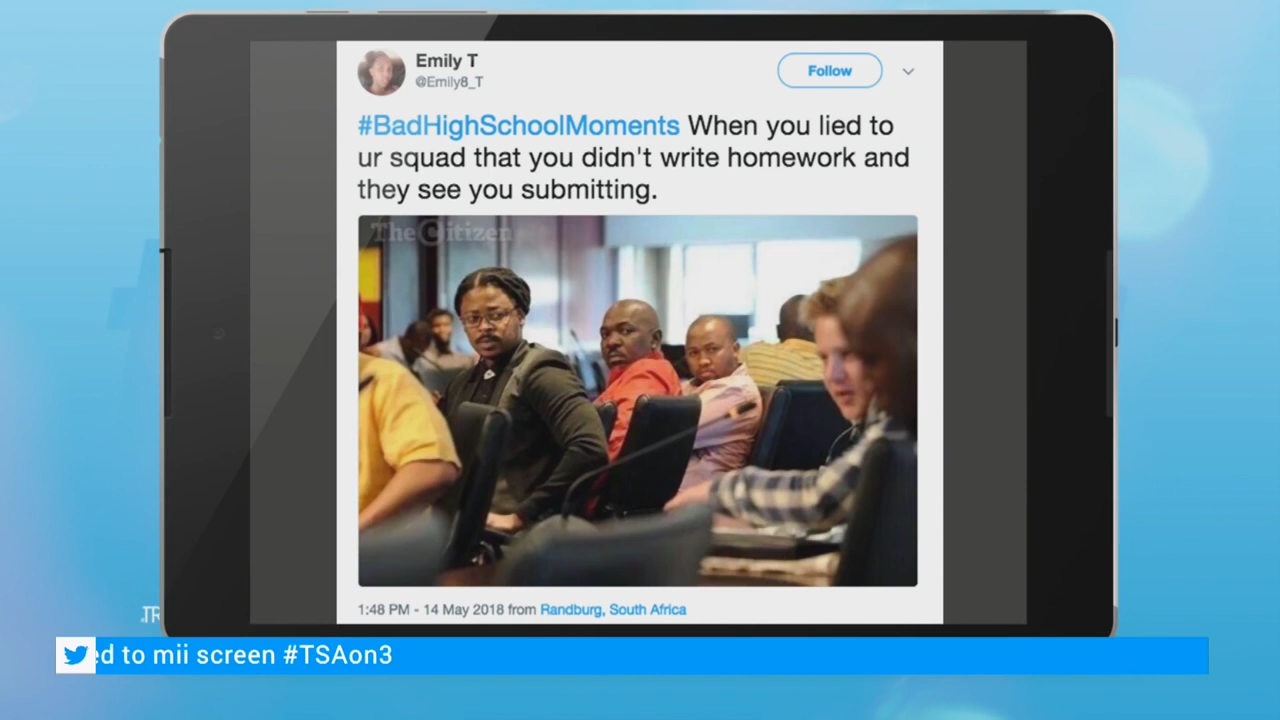 Emily T
@Emily8_T
Follow
#BadHighSchoolMoments When you lied to
ur squad that you didn't write homework and
they see you submitting.
The Citizen
1:48 PM - 14 May 2018 from Randburg, South Africa
ed to mii screen #TSAon3